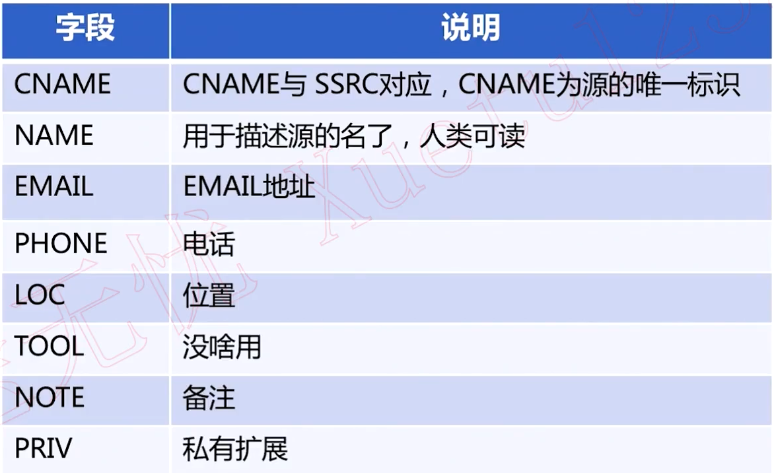 字段 说明
CNAME CNAME与 SSRC对应，CNAME为源的唯一标识
NAME 用于描述源的名了，人类可读
EMAIL EMAIL地址
PHONE 电话
LOC 位置
TOOL 没啥用
NOTE 备注
PRIV 私有扩展